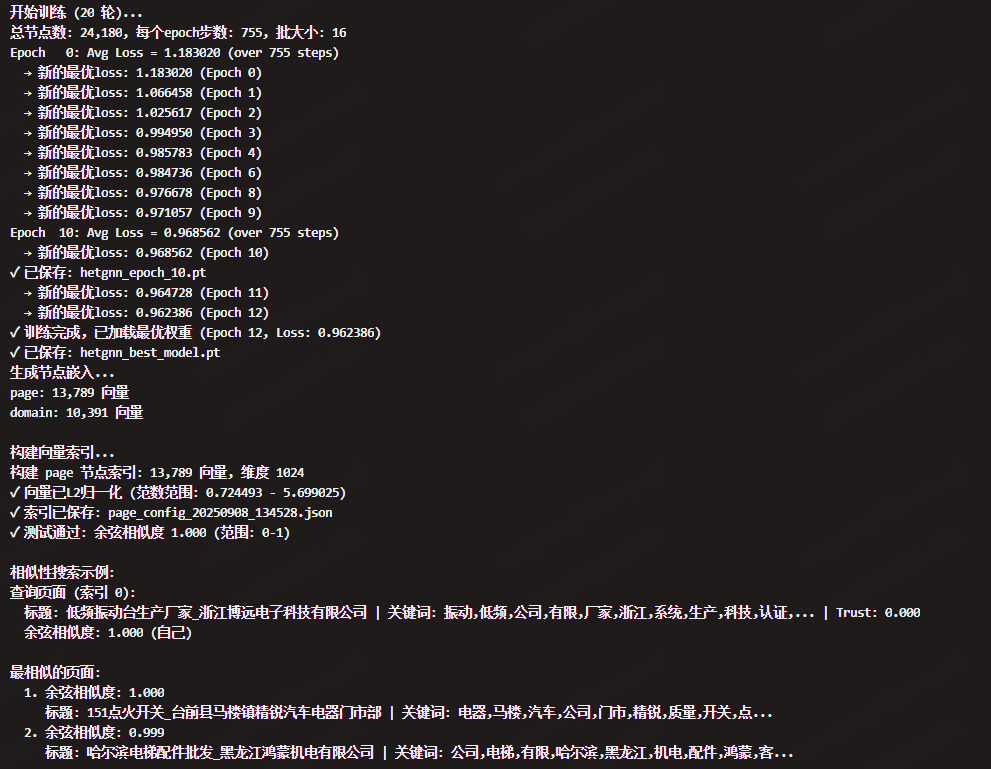 开始训练 (20 轮)...
总节点数: 24,180, 每个epoch步数: 755, 批大小: 16
Epoch   0: Avg Loss = 1.183020 (over 755 steps)
  → 新的最优loss: 1.183020 (Epoch 0)
  → 新的最优loss: 1.066458 (Epoch 1)
  → 新的最优loss: 1.025617 (Epoch 2)
  → 新的最优loss: 0.994950 (Epoch 3)
  → 新的最优loss: 0.985783 (Epoch 4)
  → 新的最优loss: 0.984736 (Epoch 6)
  → 新的最优loss: 0.976678 (Epoch 8)
  → 新的最优loss: 0.971057 (Epoch 9)
Epoch  10: Avg Loss = 0.968562 (over 755 steps)
  → 新的最优loss: 0.968562 (Epoch 10)
✓ 已保存: hetgnn_epoch_10.pt
  → 新的最优loss: 0.964728 (Epoch 11)
  → 新的最优loss: 0.962386 (Epoch 12)
✓ 训练完成，已加载最优权重 (Epoch 12, Loss: 0.962386)
✓ 已保存: hetgnn_best_model.pt
生成节点嵌入...
page: 13,789 向量
domain: 10,391 向量
构建向量索引...
构建 page 节点索引: 13,789 向量, 维度 1024
✓ 向量已L2归一化 (范数范围: 0.724493 - 5.699025)
✓ 索引已保存: page_config_20250908_134528.json
✓ 测试通过: 余弦相似度 1.000 (范围: 0-1)
相似性搜索示例:
查询页面 (索引 0):
  标题: 低频振动台生产厂家_浙江博远电子科技有限公司 | 关键词: 振动,低频,公司,有限,厂家,浙江,系统,生产,科技,认证,... | Trust: 0.000
  余弦相似度: 1.000 (自己)
最相似的页面:
  1. 余弦相似度: 1.000
     标题: 151点火开关_台前县马楼镇精锐汽车电器门市部 | 关键词: 电器,马楼,汽车,公司,门市,精锐,质量,开关,点...
  2. 余弦相似度: 0.999
     标题: 哈尔滨电梯配件批发_黑龙江鸿蒙机电有限公司 | 关键词: 公司,电梯,有限,哈尔滨,黑龙江,机电,配件,鸿蒙,客...